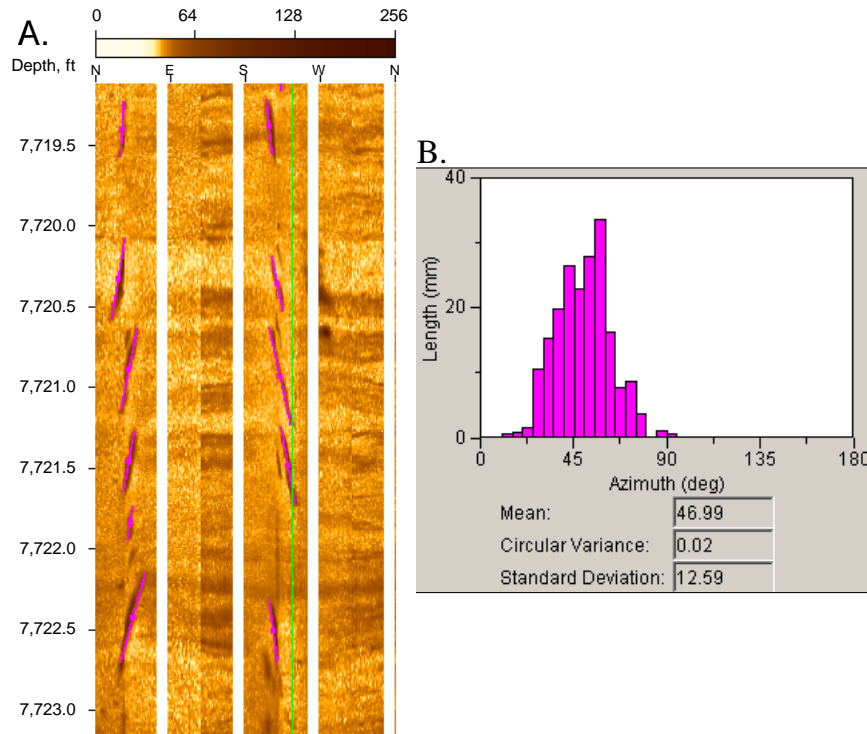 A.
0 64 128 256
Depth, ft
N E S W N
7,719.5
7,720.0
7,720.5
7,721.0
7,721.5
7,722.0
7,722.5
7,723.0
B.
40
20
0
Length (mm)
0 45 90 135 180
Azimuth (deg)
Mean: 46.99
Circular Variance: 0.02
Standard Deviation: 12.59